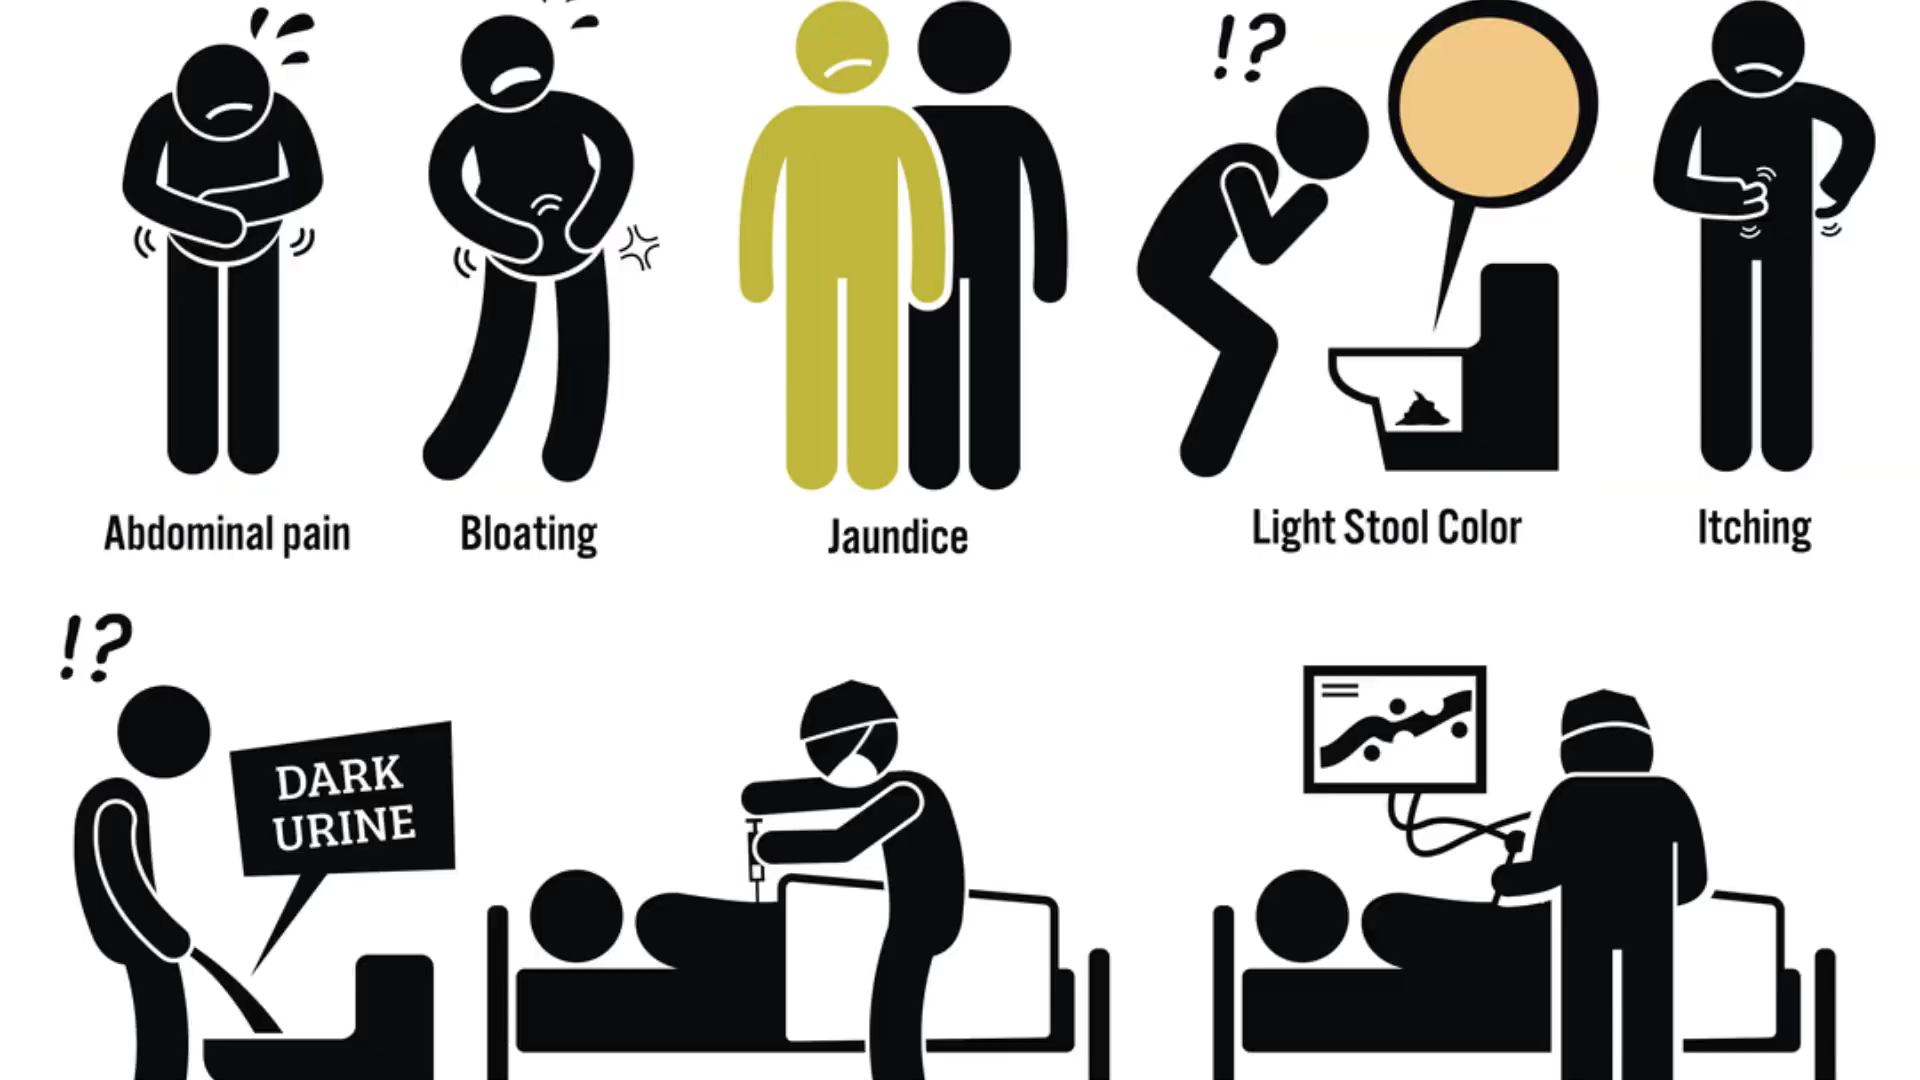 !?
Abdominal pain
Bloating
Jaundice
Light Stool Color
Itching
!?
DARK
URINE